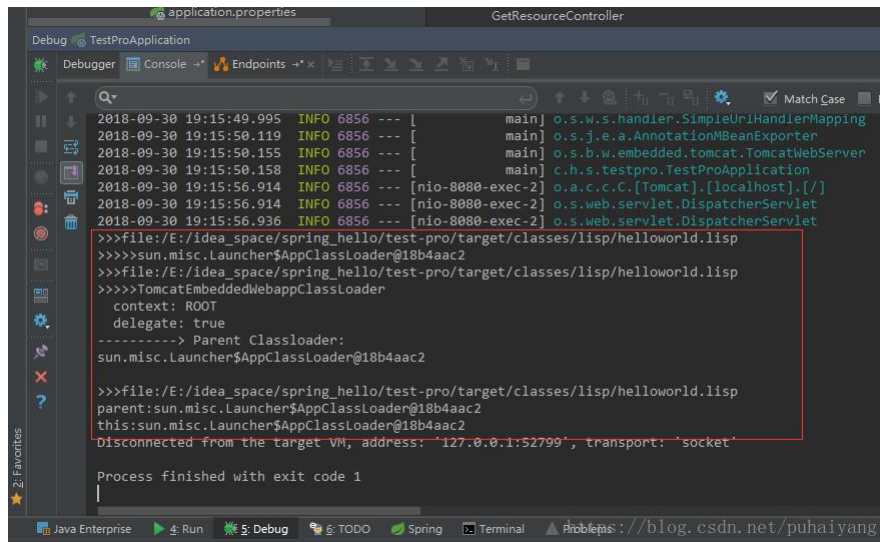 application.properties
GetResourceController
Debug TestProApplication
Debugger Console →* Endpoints →*
Match Case
2018-09-30 19:15:49.995 INFO 6856 --- [ main] o.s.w.s.handler.SimpleUrlHandlerMapping
2018-09-30 19:15:50.119 INFO 6856 --- [ main] o.s.j.e.a.AnnotationMBeanExporter
2018-09-30 19:15:50.155 INFO 6856 --- [ main] o.s.b.w.embedded.tomcat.TomcatWebServer
2018-09-30 19:15:50.158 INFO 6856 --- [ main] c.h.s.testpro.TestProApplication
2018-09-30 19:15:56.914 INFO 6856 --- [nio-8080-exec-2] o.a.c.c.C.[Tomcat].[localhost].[/]
2018-09-30 19:15:56.914 INFO 6856 --- [nio-8080-exec-2] o.s.web.servlet.DispatcherServlet
2018-09-30 19:15:56.936 INFO 6856 --- [nio-8080-exec-2] o.s.web.servlet.DispatcherServlet
>>>file:/E:/idea_space/spring_hello/test-pro/target/classes/lisp/helloworld.lisp
>>>>>sun.misc.Launcher$AppClassLoader@18b4aac2
>>>file:/E:/idea_space/spring_hello/test-pro/target/classes/lisp/helloworld.lisp
>>>>>TomcatEmbeddedWebappClassLoader
context: ROOT
delegate: true
----------> Parent Classloader:
sun.misc.Launcher$AppClassLoader@18b4aac2
>>>file:/E:/idea_space/spring_hello/test-pro/target/classes/lisp/helloworld.lisp
parent:sun.misc.Launcher$AppClassLoader@18b4aac2
this:sun.misc.Launcher$AppClassLoader@18b4aac2
Disconnected from the target VM, address: '127.0.0.1:52799', transport: 'socket'
Process finished with exit code 1
2: Favorites
Java Enterprise 4: Run 5: Debug 6: TODO Spring Terminal Problems
https://blog.csdn.net/puhaiyang